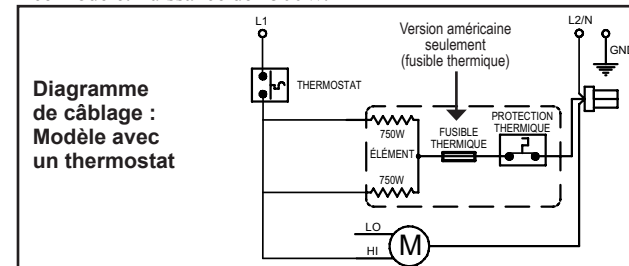 L1
Version américaine
seulement
(fusible thermique)
L2/N
GND
THERMOSTAT
Diagramme
de câblage :
Modèle avec
un thermostat
750W
ÉLÉMENT
750W
FUSIBLE
THERMIQUE
PROTECTION
THERMIQUE
LO
HI
M